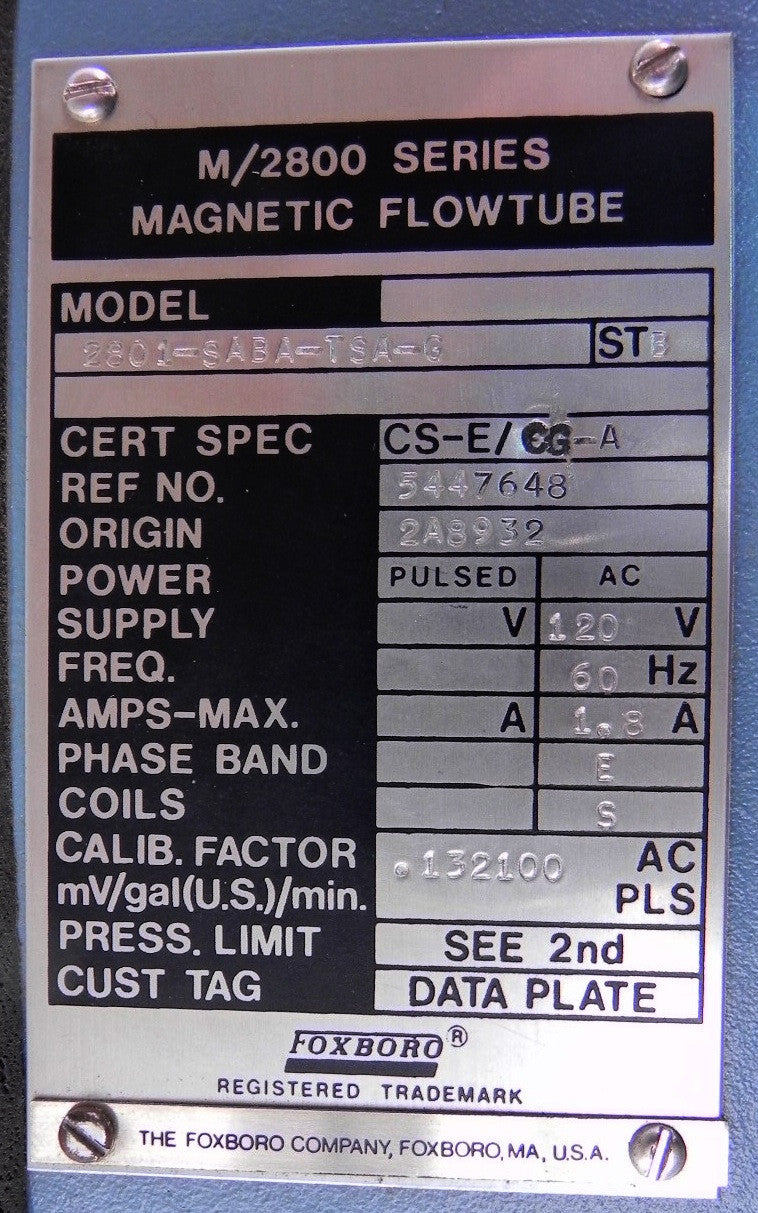 M/2800 SERIES
MAGNETIC FLOWTUBE
MODEL
2801-SABA-TSA-G STB
CERT SPEC CS-E/CG-A
REF NO. 5447648
ORIGIN 2A8932
POWER PULSED AC
SUPPLY V 120 V
FREQ. 60 Hz
AMPS-MAX. A 1.8 A
PHASE BAND E
COILS S
CALIB. FACTOR .132100 AC
mV/gal(U.S.)/min. PLS
PRESS. LIMIT SEE 2nd
CUST TAG DATA PLATE
FOXBORO®
REGISTERED TRADEMARK
THE FOXBORO COMPANY, FOXBORO, MA, U.S.A.